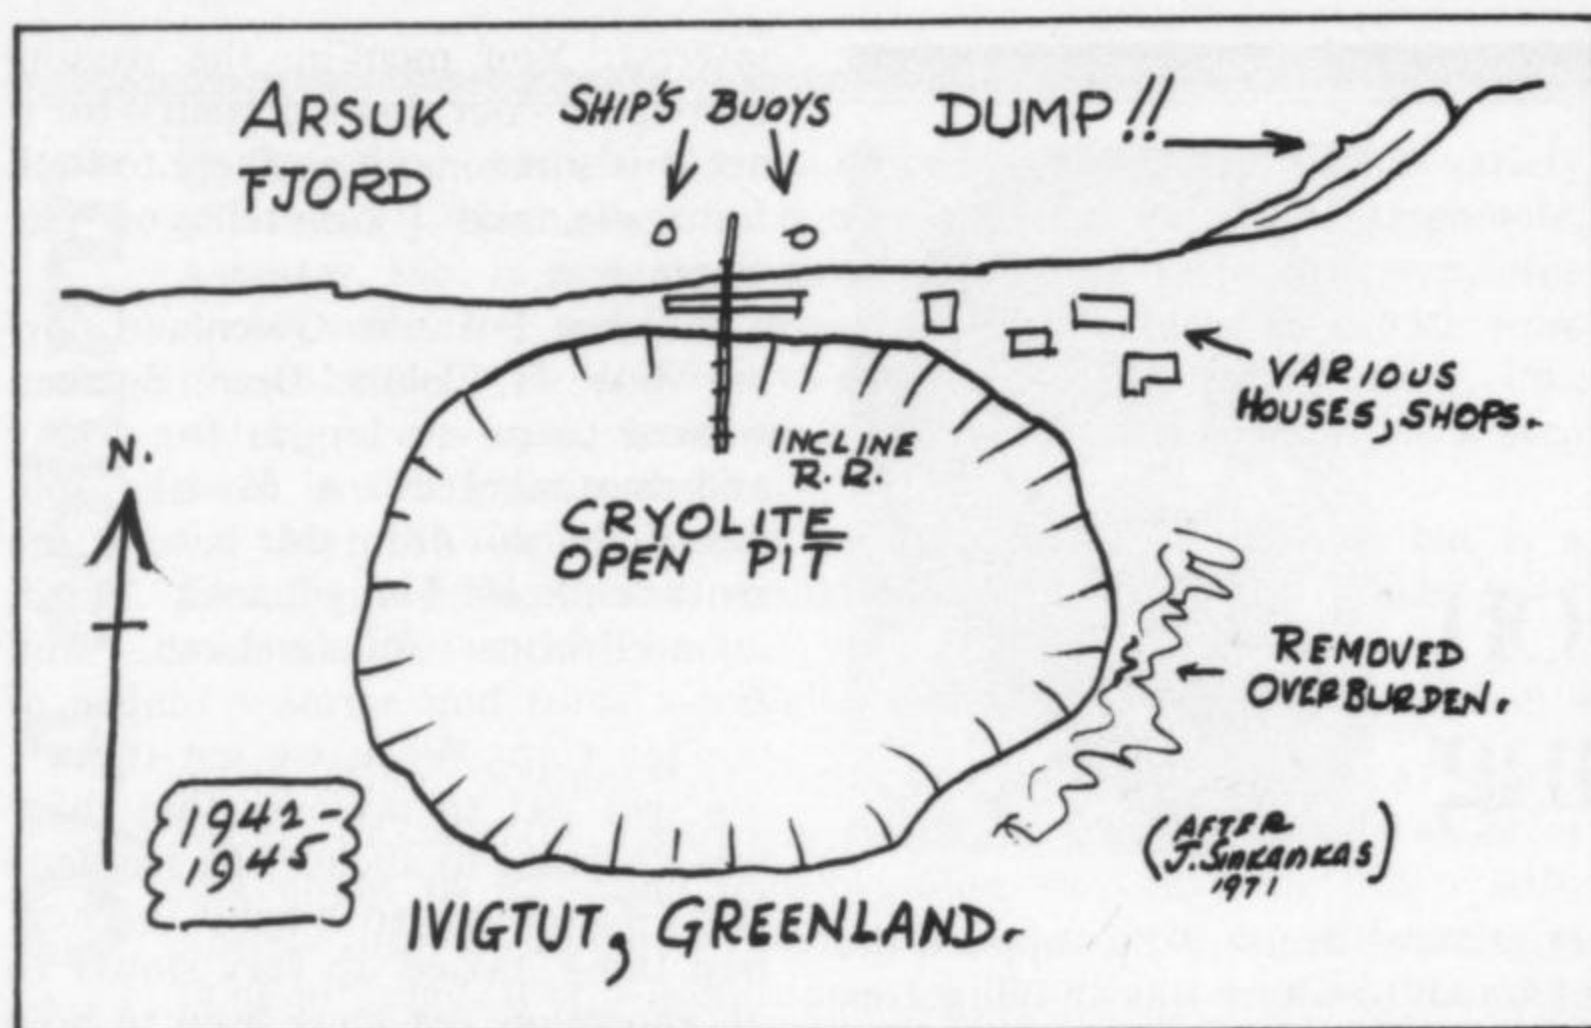 ARSUK
FJORD
SHIP'S BUOYS
DUMP!!
VARIOUS
HOUSES, SHOPS.
N.
INCLINE
R.R.
CRYOLITE
OPEN PIT
REMOVED
OVERBURDEN.
1942-
1945
(AFTER
J. SINKANKAS)
1971
IVIGTUT, GREENLAND.